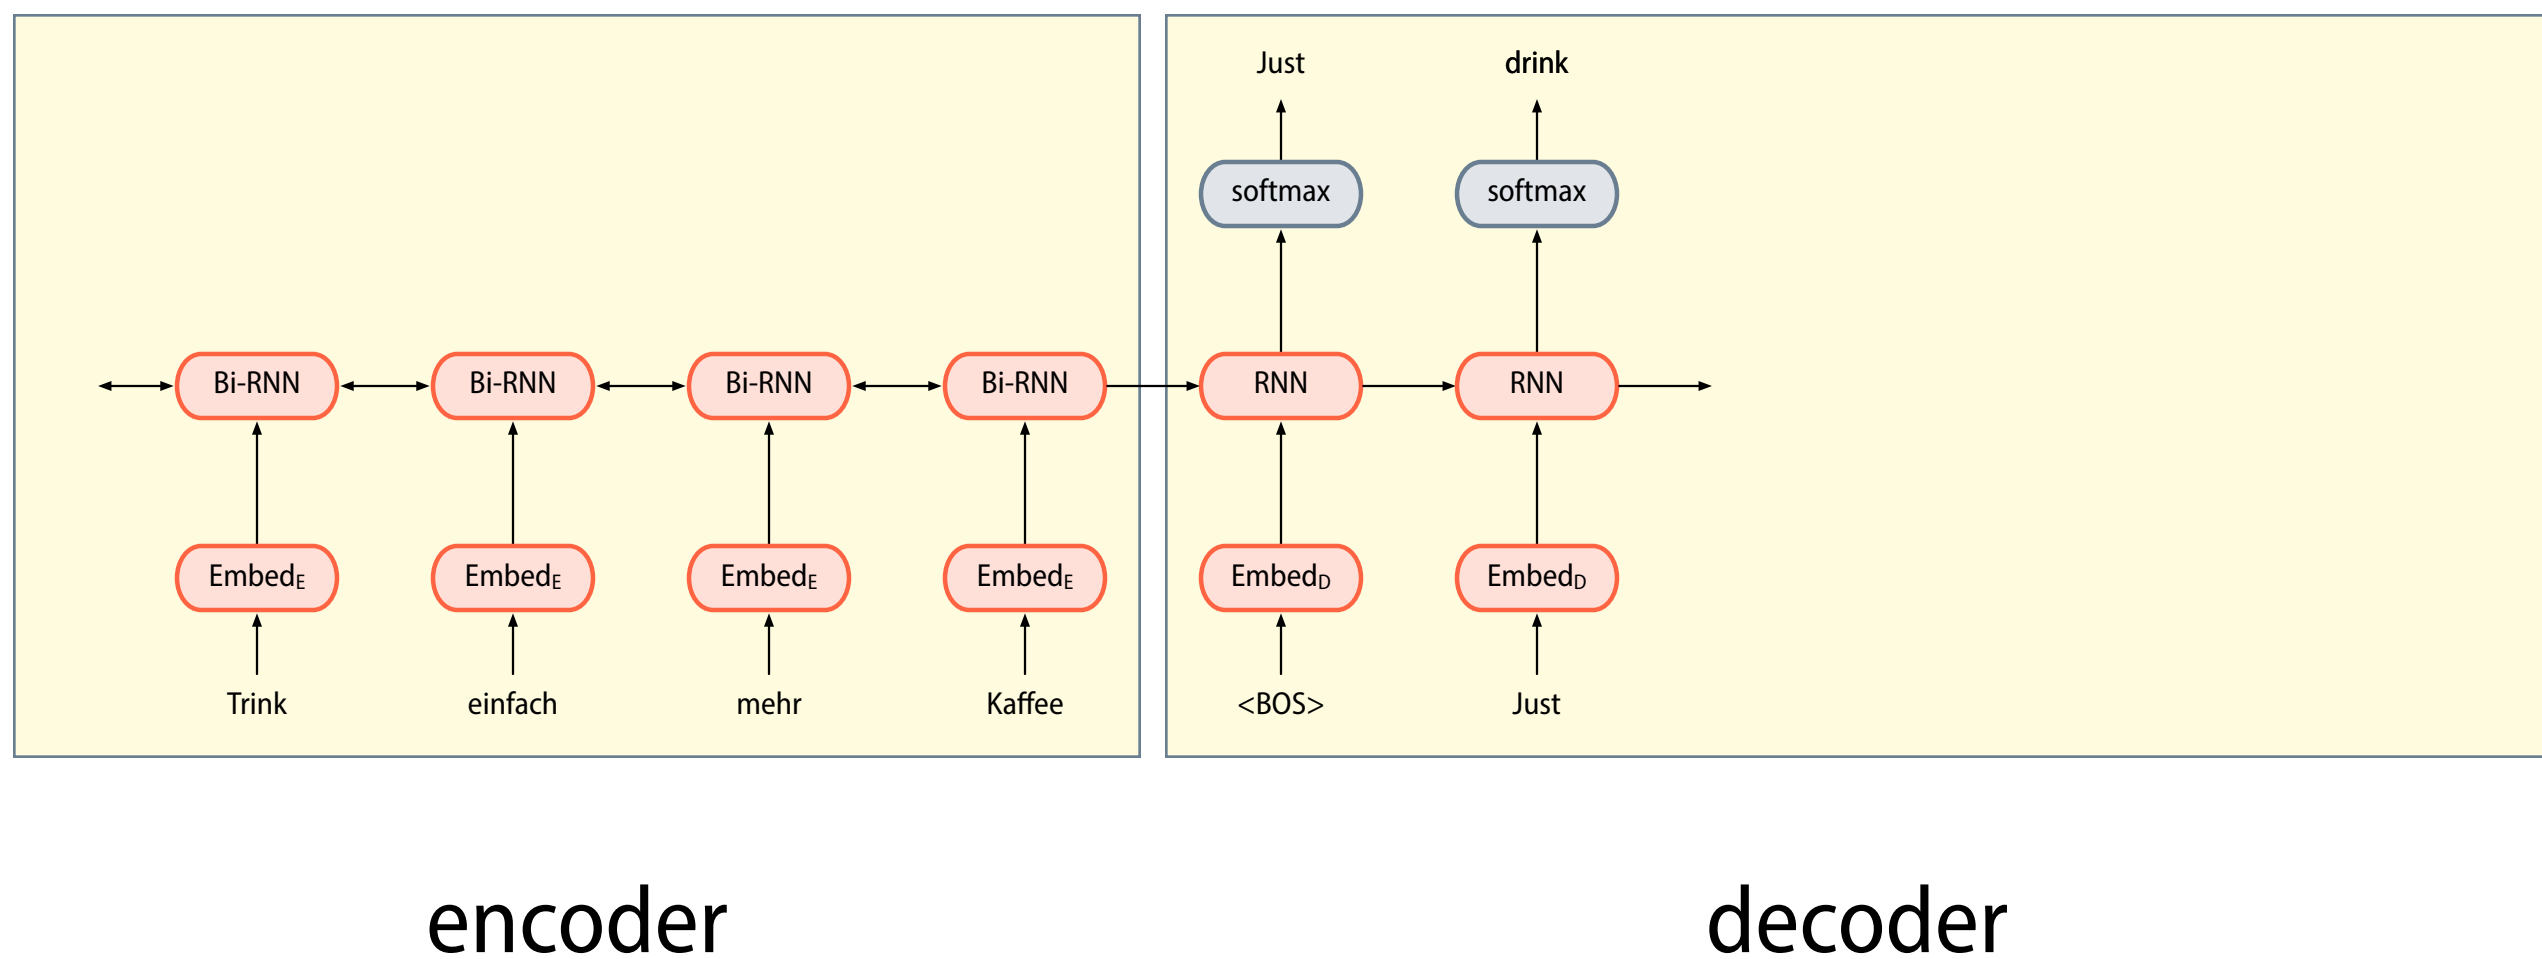 Just drink
softmax softmax
Bi-RNN Bi-RNN Bi-RNN Bi-RNN RNN RNN
EmbedE EmbedE EmbedE EmbedE EmbedD EmbedD
Trink einfach mehr Kaffee <BOS> Just
encoder decoder